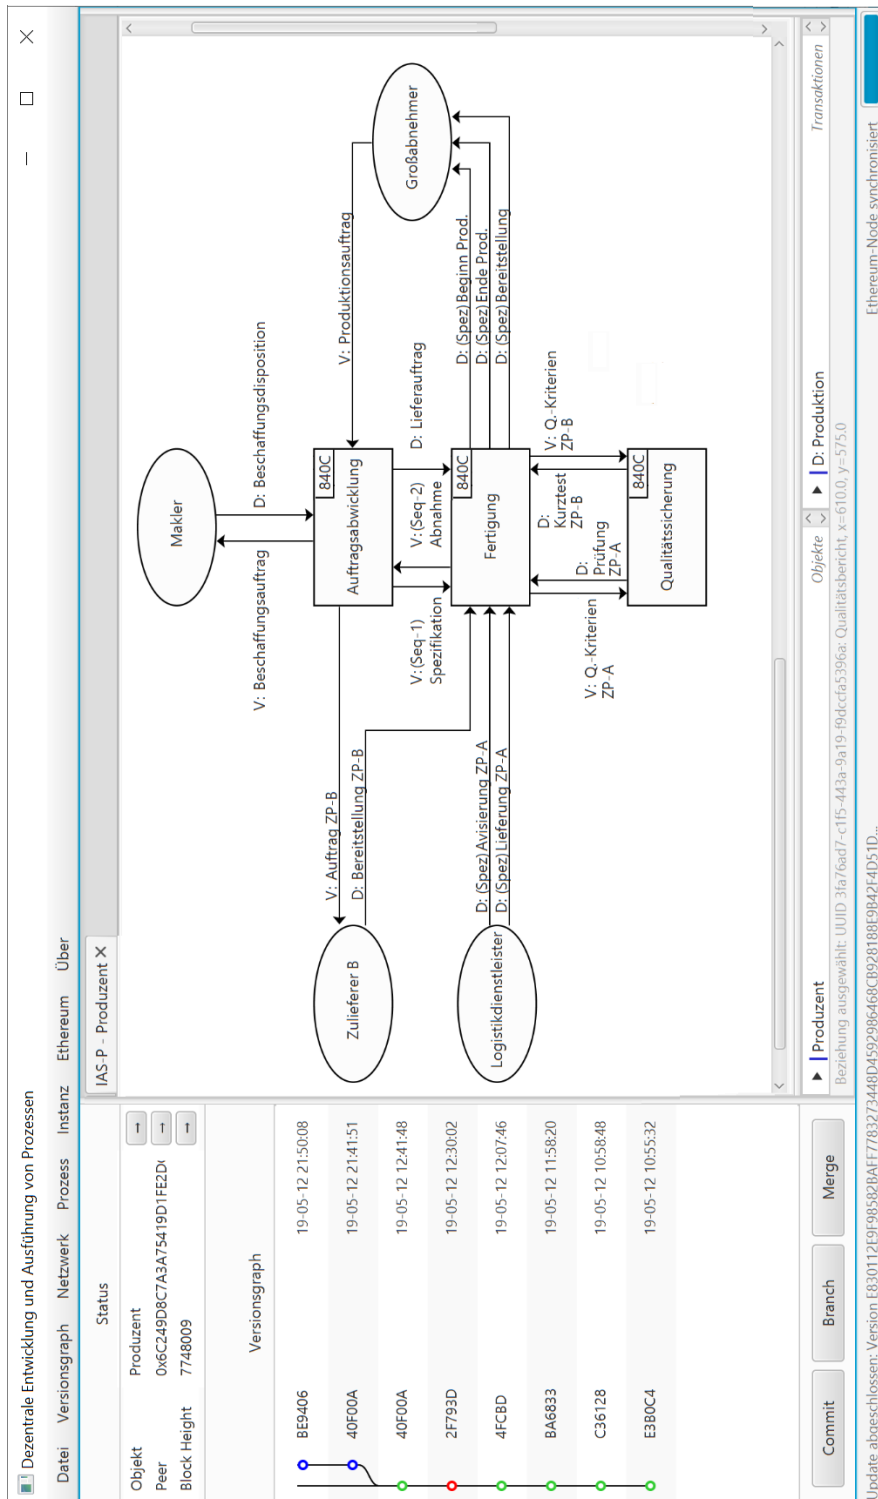 Dezentrale Entwicklung und Ausführung von Prozessen
Datei Versionsgraph Netzwerk Prozess Instanz Ethereum Über
Status
Objekt Produzent
Peer 0x6C249D8C7A3A75419D1FE2D
Block Height 7748009
Versionsgraph
BE9406 19-05-12 21:50:08
40F00A 19-05-12 21:41:51
40F00A 19-05-12 12:41:48
2F793D 19-05-12 12:30:02
4FCBD 19-05-12 12:07:46
BA6833 19-05-12 11:58:20
C36128 19-05-12 10:58:48
E3B0C4 19-05-12 10:55:32
Commit Branch Merge
IAS-P - Produzent
Makler
V: Beschaffungsauftrag
D: Beschaffungsdisposition
Zulieferer B
V: Auftrag ZP-B
D: Bereitstellung ZP-B
840C
Auftragsabwicklung
V: Produktionsauftrag
Großabnehmer
V:(Seq-1)
Spezifikation
V:(Seq-2)
Abnahme
D: Lieferauftrag
Logistikdienstleister
D: (Spez) Avisierung ZP-A
D: (Spez) Lieferung ZP-A
840C
Fertigung
D: (Spez) Beginn Prod.
D: (Spez) Ende Prod.
D: (Spez) Bereitstellung
V: Q.-Kriterien
ZP-A
D:
Prüfung
ZP-A
D:
Kurztest
ZP-B
V: Q.-Kriterien
ZP-B
840C
Qualitätssicherung
Produzent Objekte
D: Produktion Transaktionen
Beziehung ausgewählt: UUID 3fa76ad7-c1f5-443a-9a19-f9dccfa5396a: Qualitätsbericht, x=610.0, y=575.0
Update abgeschlossen: Version E830112E9F98582BAFF7783273448D4592986468CB928188E9B42F4D51D...
Ethereum-Node synchronisiert